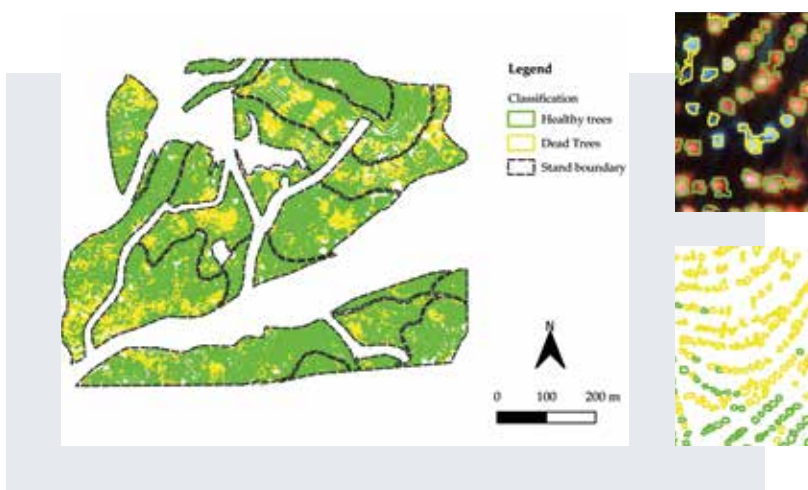 Legend
Classification
Healthy trees
Dead Trees
Stand boundary
N
0 100 200 m